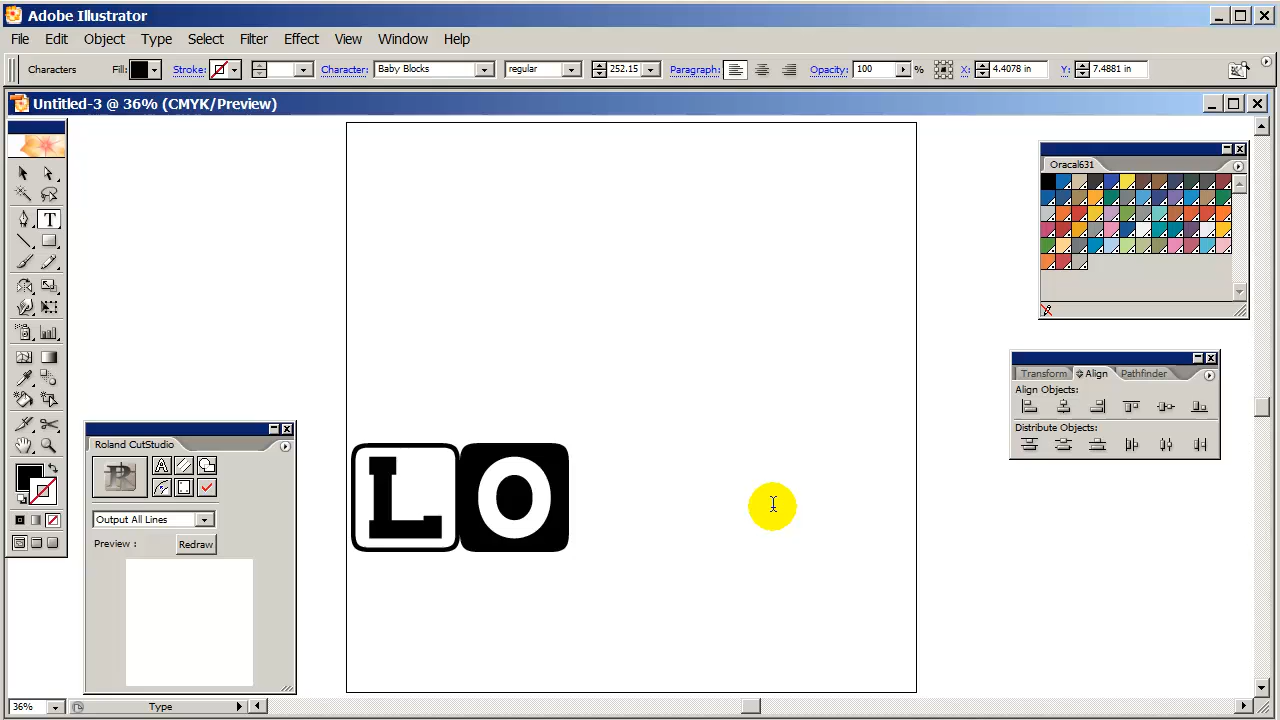 Adobe Illustrator
File Edit Object Type Select Filter Effect View Window Help
Characters Fill: Stroke: Character: Baby Blocks regular 252.15 Paragraph: Opacity: 100 % X: 4.4078 in Y: 7.4881 in
Untitled-3 @ 36% (CMYK/Preview)
Oracal631
Transform Align Pathfinder
Align Objects:
Distribute Objects:
Roland CutStudio
Output All Lines
Preview : Redraw
LO
36% Type